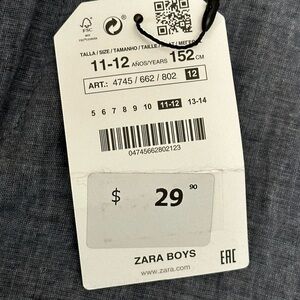 FSC
TALLA / SIZE / TAMANHO / TAILLE
11-12 AÑOS/YEARS 152 CM
ART.: 4745 / 662 / 802 12
5 6 7 8 9 10 11-12 13-14
04745662802123
$ 29 90
ZARA BOYS
www.zara.com
EAC